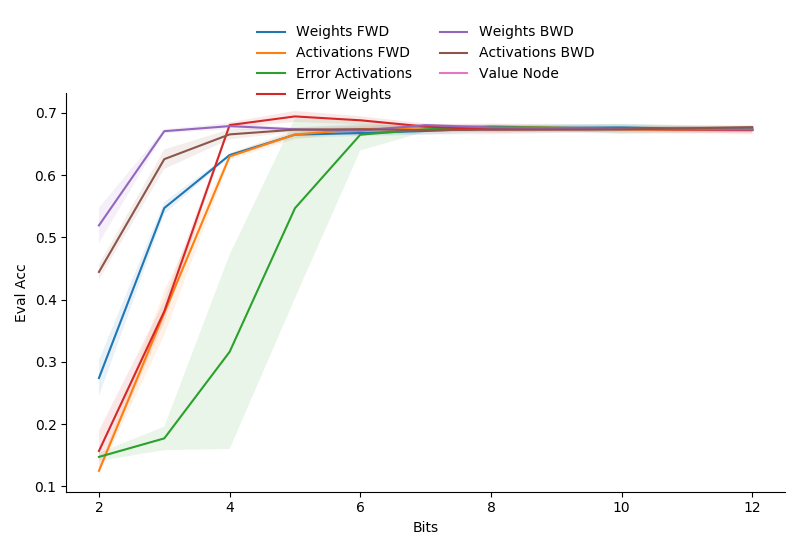 Weights FWD
Activations FWD
Error Activations
Error Weights
Weights BWD
Activations BWD
Value Node
0.7
0.6
0.5
0.4
0.3
0.2
0.1
Eval Acc
2 4 6 8 10 12
Bits